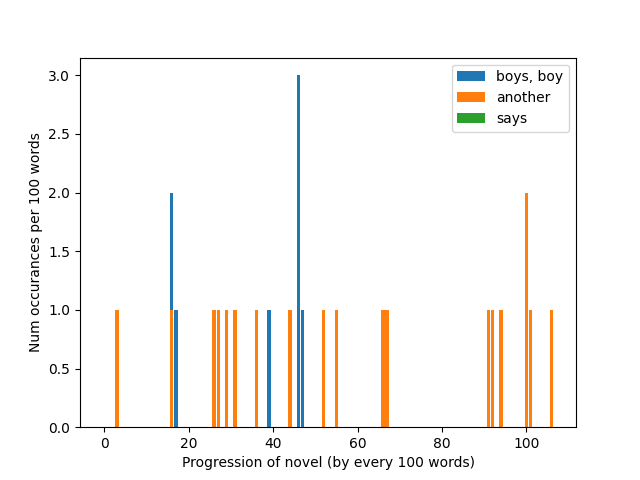 boys, boy
another
says
3.0
2.5
2.0
1.5
1.0
0.5
0.0
Num occurances per 100 words
0 20 40 60 80 100
Progression of novel (by every 100 words)